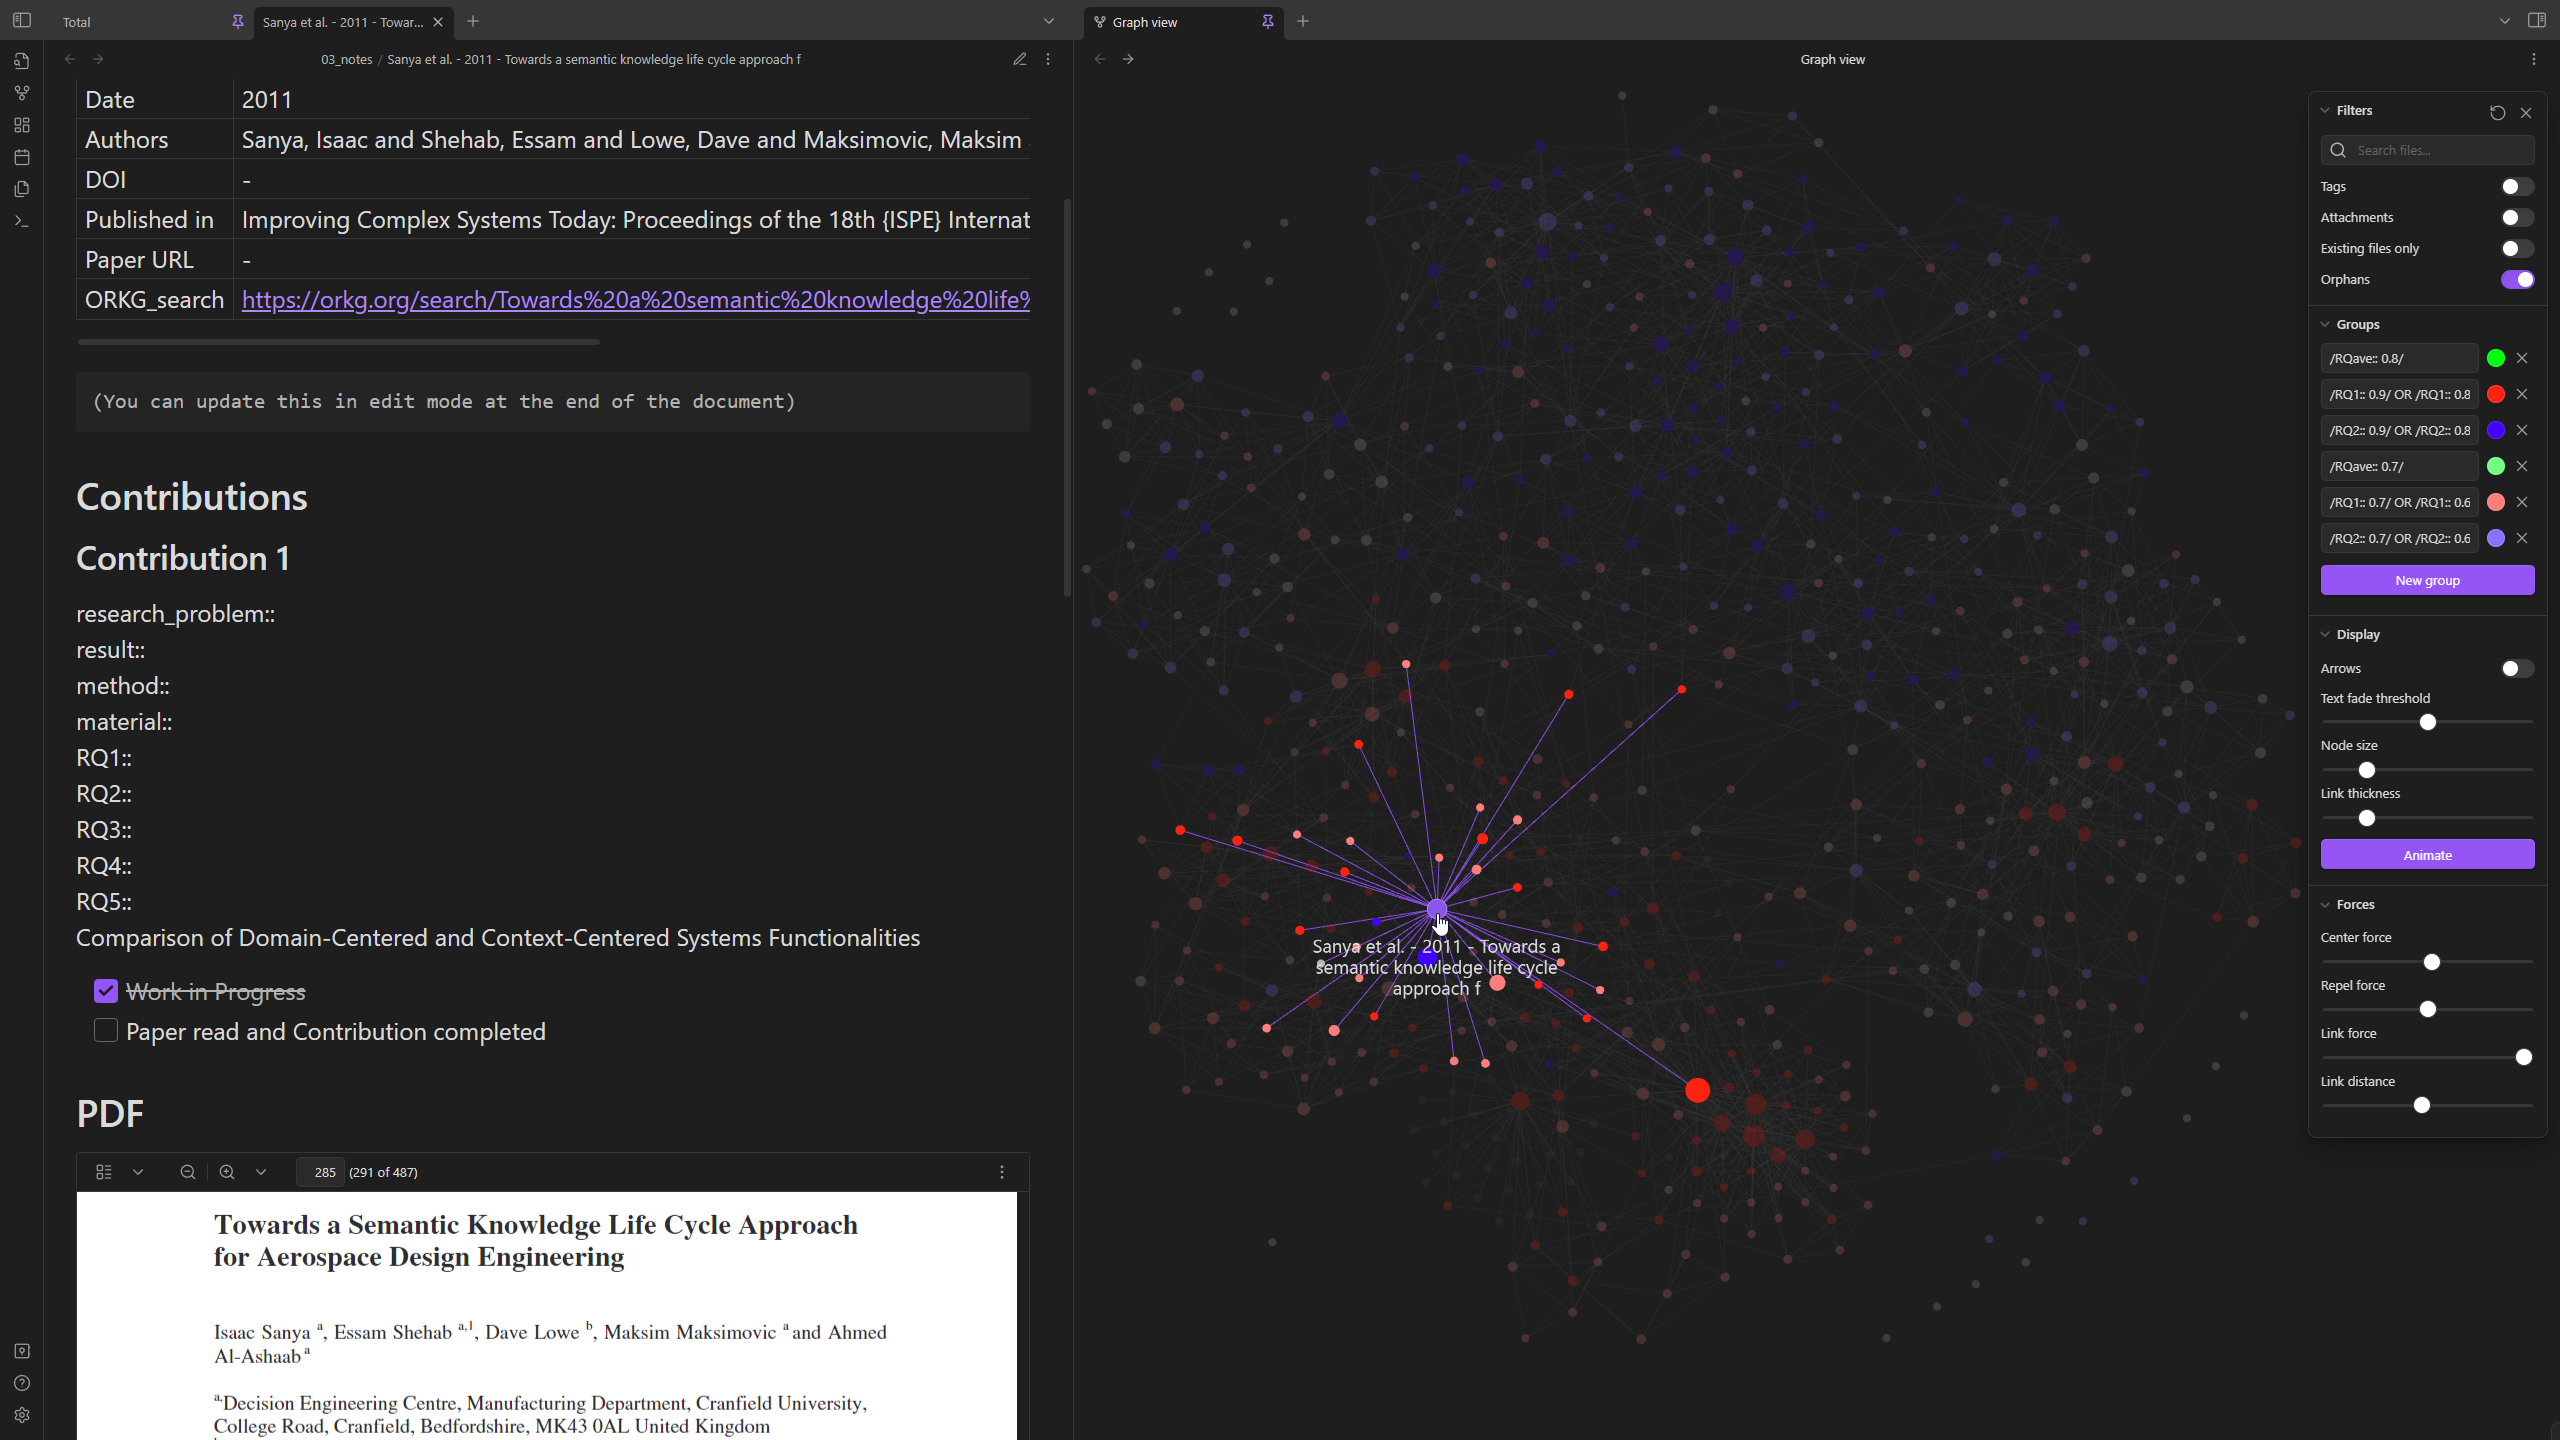 Total
Sanya et al. - 2011 - Towar...
03_notes / Sanya et al. - 2011 - Towards a semantic knowledge life cycle approach f
Date 2011
Authors Sanya, Isaac and Shehab, Essam and Lowe, Dave and Maksimovic, Maksim
DOI -
Published in Improving Complex Systems Today: Proceedings of the 18th {ISPE} Internat
Paper URL -
ORKG_search https://orkg.org/search/Towards%20a%20semantic%20knowledge%20life%
(You can update this in edit mode at the end of the document)
Contributions
Contribution 1
research_problem::
result::
method::
material::
RQ1::
RQ2::
RQ3::
RQ4::
RQ5::
Comparison of Domain-Centered and Context-Centered Systems Functionalities
Work in Progress
Paper read and Contribution completed
PDF
285 (291 of 487)
Towards a Semantic Knowledge Life Cycle Approach
for Aerospace Design Engineering
Isaac Sanya a, Essam Shehab a,1, Dave Lowe b, Maksim Maksimovic a and Ahmed
Al-Ashaab a
a.Decision Engineering Centre, Manufacturing Department, Cranfield University,
College Road, Cranfield, Bedfordshire, MK43 0AL United Kingdom
Graph view
Graph view
Sanya et al. - 2011 - Towards a
semantic knowledge life cycle
approach f
Filters
Search files...
Tags
Attachments
Existing files only
Orphans
Groups
/RQave:: 0.8/
/RQ1:: 0.9/ OR /RQ1:: 0.8
/RQ2:: 0.9/ OR /RQ2:: 0.8
/RQave:: 0.7/
/RQ1:: 0.7/ OR /RQ1:: 0.6
/RQ2:: 0.7/ OR /RQ2:: 0.6
New group
Display
Arrows
Text fade threshold
Node size
Link thickness
Animate
Forces
Center force
Repel force
Link force
Link distance